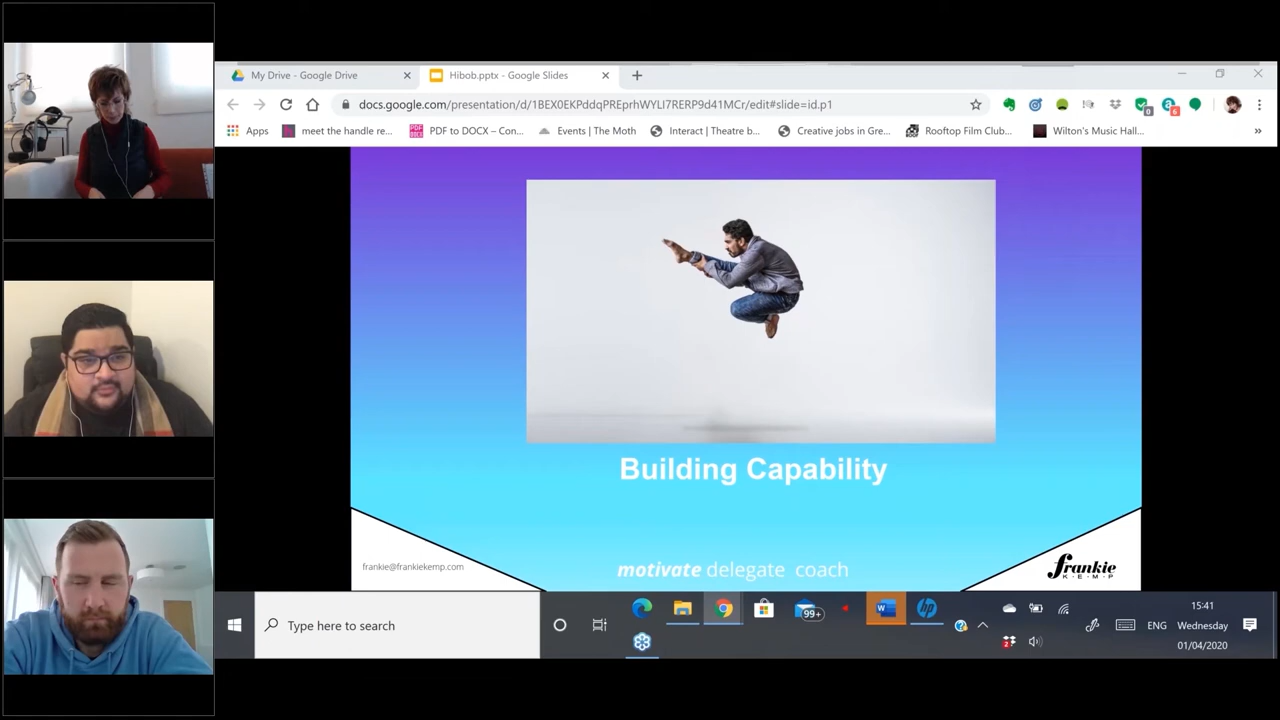 My Drive - Google Drive
Hibob.pptx - Google Slides
docs.google.com/presentation/d/1BEX0EKPddqPREprhWYLI7RERP9d41MCr/edit#slide=id.p1
Apps
meet the handle re...
PDF to DOCX – Con...
Events | The Moth
Interact | Theatre b...
Creative jobs in Gre...
Rooftop Film Club...
Wilton's Music Hall...
Building Capability
motivate delegate coach
frankie@frankiekemp.com
frankie
KEMP
Type here to search
99+
ENG
15:41
Wednesday
01/04/2020